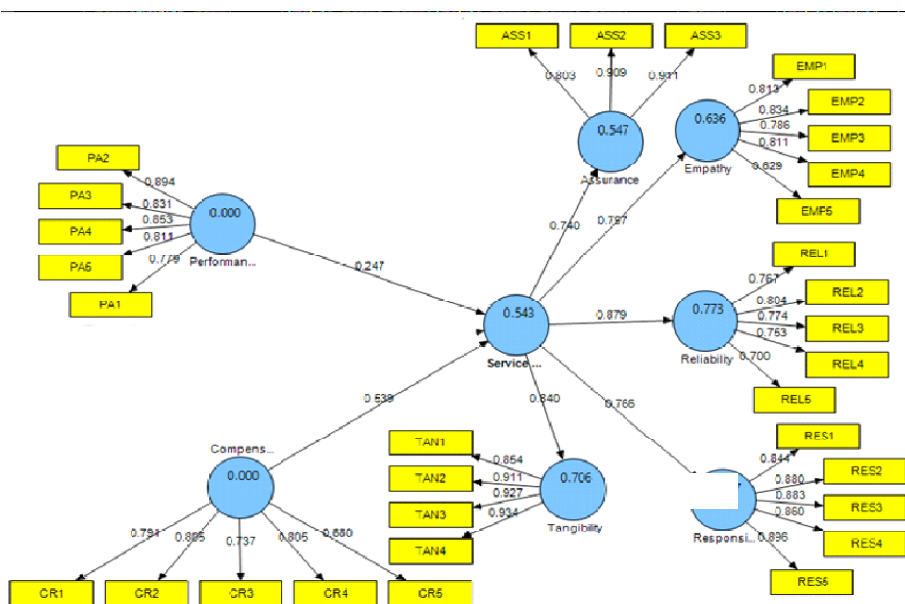 ASS1
ASS2
ASS3
0.803
0.909
0.911
0.547
Assurance
EMP1
EMP2
EMP3
EMP4
EMP5
0.813
0.834
0.786
0.811
0.629
0.636
Empathy
PA2
PA3
PA4
PA5
PA1
0.894
0.831
0.853
0.811
0.779
0.000
Performan...
0.247
0.740
0.797
0.543
Service ...
0.879
0.773
Reliability
REL1
REL2
REL3
REL4
REL5
0.767
0.804
0.774
0.753
0.700
0.539
0.840
0.766
Compens...
0.000
0.791
0.737
0.805
0.680
CR1
CR2
CR3
CR4
CR5
TAN1
TAN2
TAN3
TAN4
0.854
0.911
0.927
0.934
0.706
Tangibility
Responsi...
RES1
RES2
RES3
RES4
RES5
0.844
0.880
0.883
0.860
0.896